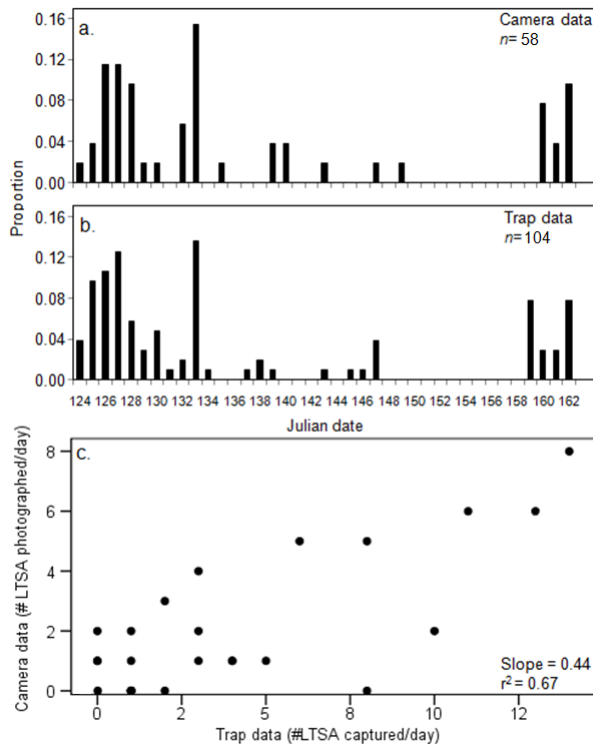 a.
Camera data
n= 58
0.16
0.12
0.08
0.04
0.00
Proportion
b.
Trap data
n=104
0.16
0.12
0.08
0.04
0.00
124 126 128 130 132 134 136 138 140 142 144 146 148 150 152 154 156 158 160 162
Julian date
c.
Camera data (# LTSA photographed/day)
8
6
4
2
0
Slope = 0.44
r² = 0.67
0 2 5 8 10 12
Trap data (#LTSA captured/day)